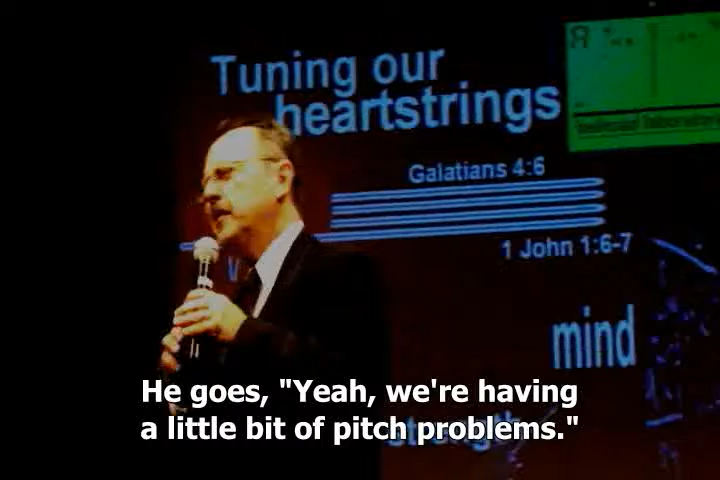 Tuning our
heartstrings
Galatians 4:6
1 John 1:6-7
mind
strength
He goes, "Yeah, we're having
a little bit of pitch problems."